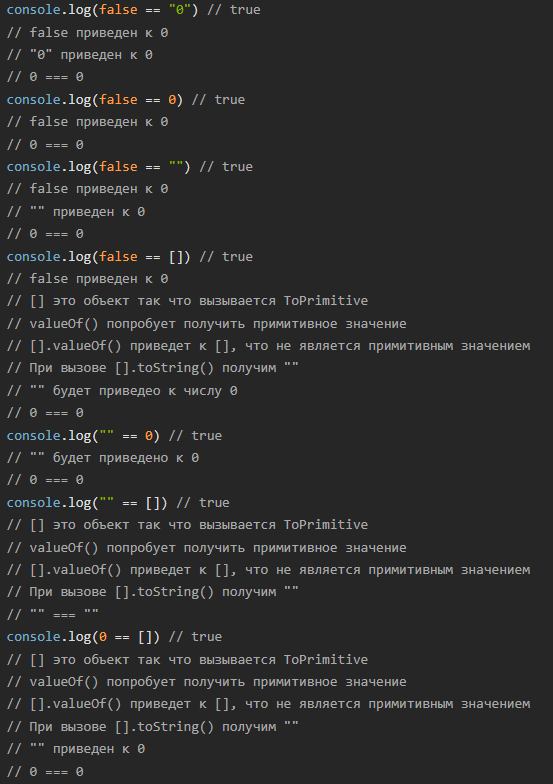 console.log(false == "0") // true
// false приведен к 0
// "0" приведен к 0
// 0 === 0
console.log(false == 0) // true
// false приведен к 0
// 0 === 0
console.log(false == "") // true
// false приведен к 0
// "" приведен к 0
// 0 === 0
console.log(false == []) // true
// false приведен к 0
// [] это объект так что вызывается ToPrimitive
// valueOf() попробует получить примитивное значение
// [].valueOf() приведет к [], что не является примитивным значением
// При вызове [].toString() получим ""
// "" будет приведео к числу 0
// 0 === 0
console.log("" == 0) // true
// "" будет приведено к 0
// 0 === 0
console.log("" == []) // true
// [] это объект так что вызывается ToPrimitive
// valueOf() попробует получить примитивное значение
// [].valueOf() приведет к [], что не является примитивным значением
// При вызове [].toString() получим ""
// "" === ""
console.log(0 == []) // true
// [] это объект так что вызывается ToPrimitive
// valueOf() попробует получить примитивное значение
// [].valueOf() приведет к [], что не является примитивным значением
// При вызове [].toString() получим ""
// "" приведен к 0
// 0 === 0